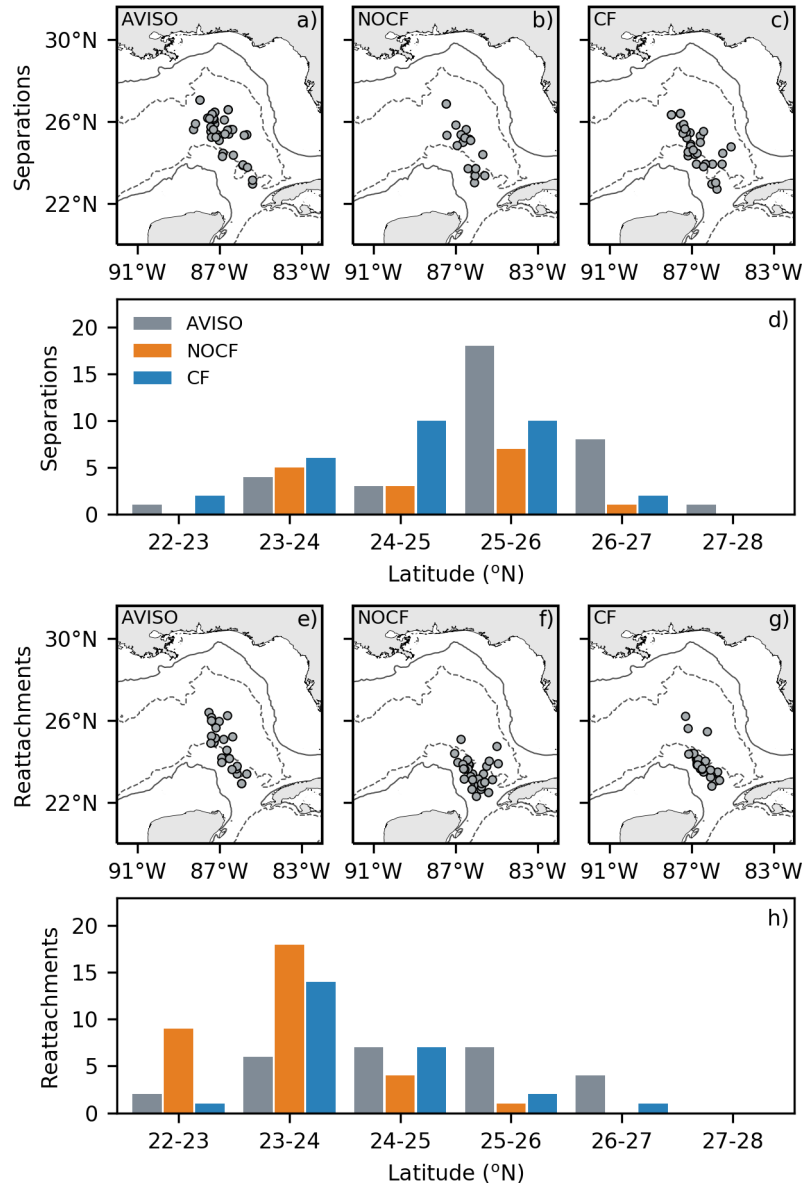 AVISO a) NOCF b) CF c)
30°N
26°N
22°N
Separations
91°W 87°W 83°W 91°W 87°W 83°W 91°W 87°W 83°W
d)
AVISO
NOCF
CF
20
15
10
5
0
Separations
22-23 23-24 24-25 25-26 26-27 27-28
Latitude (°N)
AVISO e) NOCF f) CF g)
30°N
26°N
22°N
Reattachments
91°W 87°W 83°W 91°W 87°W 83°W 91°W 87°W 83°W
h)
20
15
10
5
0
Reattachments
22-23 23-24 24-25 25-26 26-27 27-28
Latitude (°N)